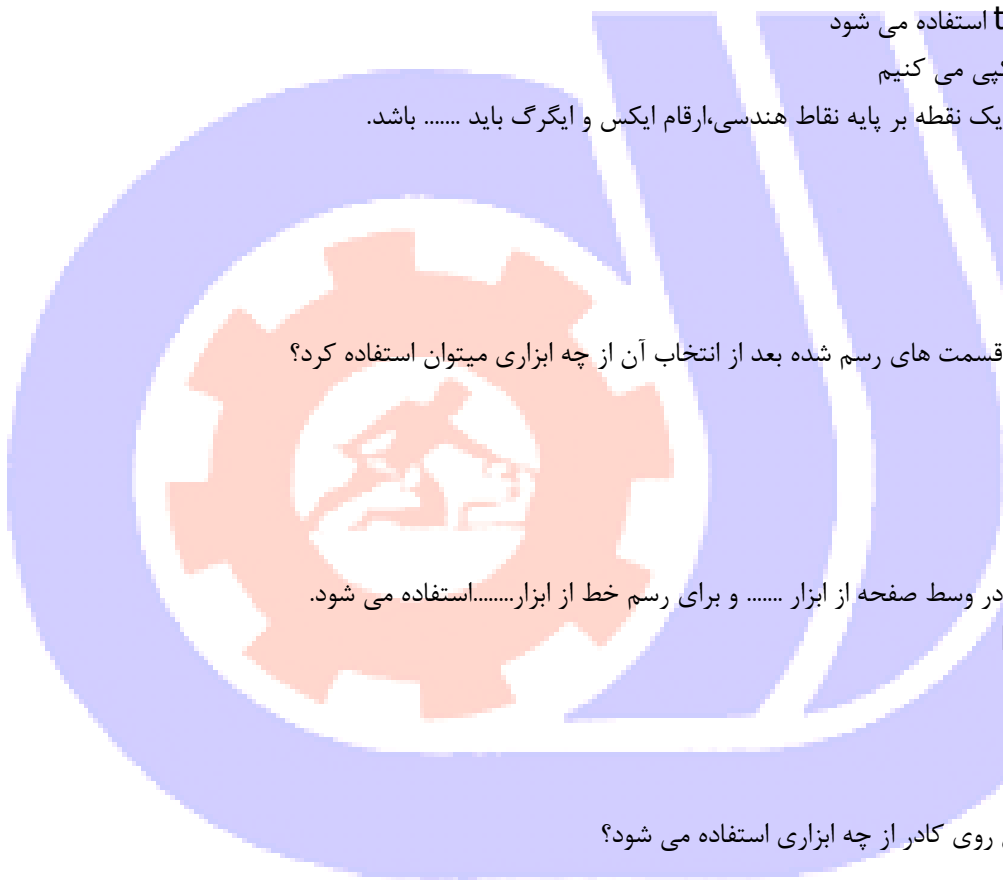 t استفاده می شود
کپی می کنیم
یک نقطه بر پایه نقاط هندسی،ارقام ایکس و ایگرگ باید ....... باشد.
قسمت های رسم شده بعد از انتخاب آن از چه ابزاری میتوان استفاده کرد؟
در وسط صفحه از ابزار ....... و برای رسم خط از ابزار........استفاده می شود.
روی کادر از چه ابزاری استفاده می شود؟